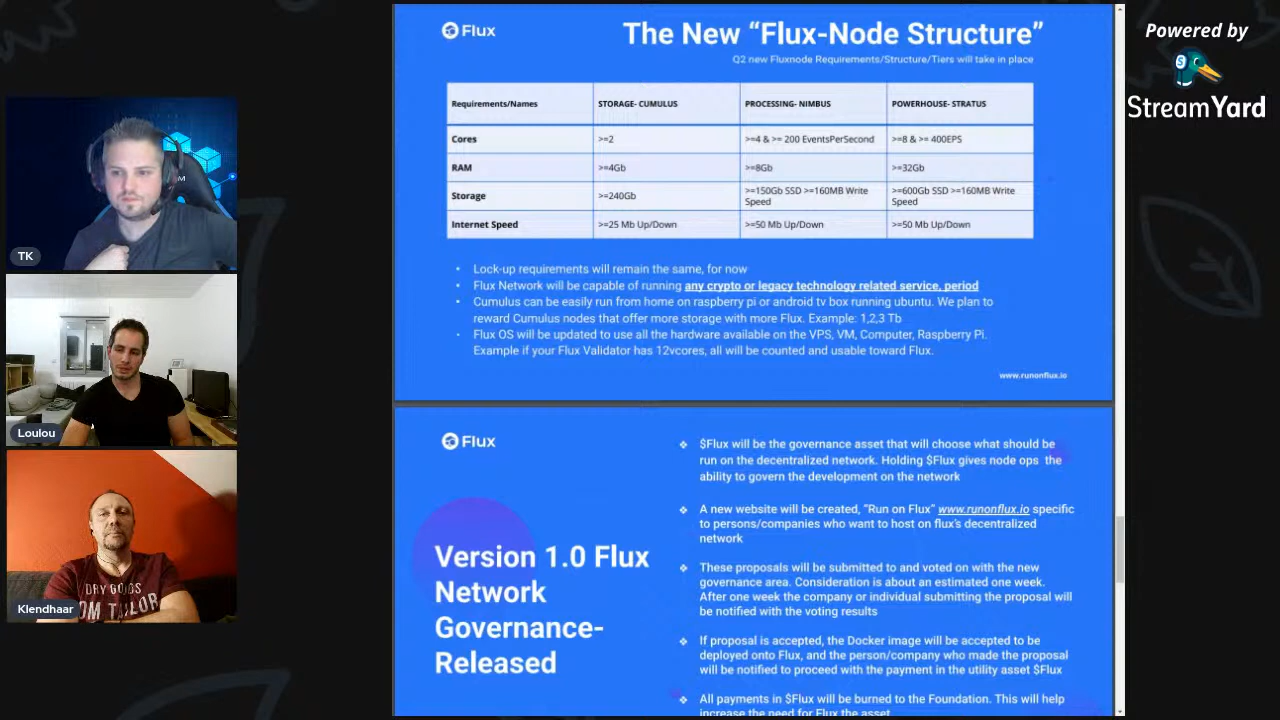 Flux
The New “Flux-Node Structure”
Q2 new Fluxnode Requirements/Structure/Tiers will take in place
Requirements/Names STORAGE- CUMULUS PROCESSING- NIMBUS POWERHOUSE- STRATUS
Cores >=2 >=4 & >= 200 EventsPerSecond >=8 & >= 400EPS
RAM >=4Gb >=8Gb >=32Gb
Storage >=240Gb >=150Gb SSD >=160MB Write Speed >=600Gb SSD >=160MB Write Speed
Internet Speed >=25 Mb Up/Down >=50 Mb Up/Down >=50 Mb Up/Down
• Lock-up requirements will remain the same, for now
• Flux Network will be capable of running any crypto or legacy technology related service, period
• Cumulus can be easily run from home on raspberry pi or android tv box running ubuntu. We plan to
reward Cumulus nodes that offer more storage with more Flux. Example: 1,2,3 Tb
• Flux OS will be updated to use all the hardware available on the VPS, VM, Computer, Raspberry Pi.
Example if your Flux Validator has 12vcores, all will be counted and usable toward Flux.
www.runonflux.io
Flux
Version 1.0 Flux
Network
Governance-
Released
❖ $Flux will be the governance asset that will choose what should be
run on the decentralized network. Holding $Flux gives node ops the
ability to govern the development on the network
❖ A new website will be created, “Run on Flux” www.runonflux.io specific
to persons/companies who want to host on flux's decentralized
network
❖ These proposals will be submitted to and voted on with the new
governance area. Consideration is about an estimated one week.
After one week the company or individual submitting the proposal will
be notified with the voting results
❖ If proposal is accepted, the Docker image will be accepted to be
deployed onto Flux, and the person/company who made the proposal
will be notified to proceed with the payment in the utility asset $Flux
❖ All payments in $Flux will be burned to the Foundation. This will help
increase the need for Flux the asset
TK
Loulou
Klendhaar
DRY GOODS
OM TAILOR
Powered by
StreamYard